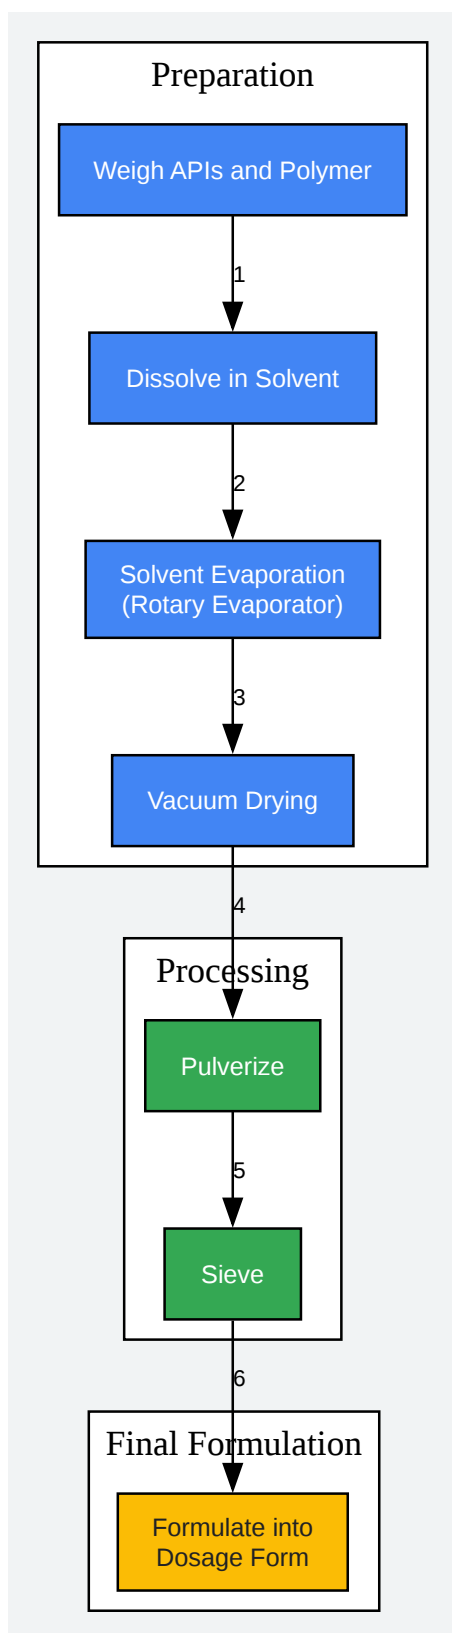 Preparation
Weigh APIs and Polymer
1
Dissolve in Solvent
2
Solvent Evaporation
(Rotary Evaporator)
3
Vacuum Drying
4
Processing
Pulverize
5
Sieve
6
Final Formulation
Formulate into
Dosage Form